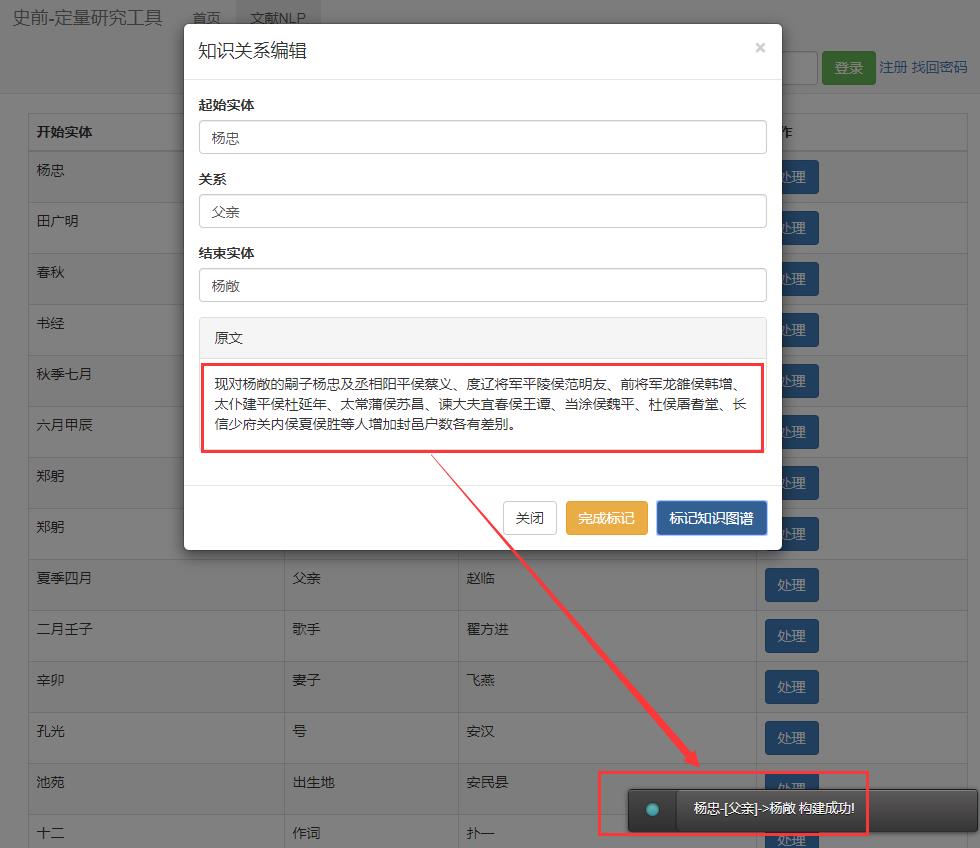 史前-定量研究工具
首页
文献NLP
登录
注册 找回密码
知识关系编辑
×
起始实体
杨忠
关系
父亲
结束实体
杨敞
原文
现对杨敞的嗣子杨忠及丞相阳平侯蔡义、度辽将军平陵侯范明友、前将军龙雒侯韩增、
太仆建平侯杜延年、太常蒲侯苏昌、谏大夫宜春侯王谭、当涂侯魏平、杜侯屠耆堂、长
信少府关内侯夏侯胜等人增加封邑户数各有差别。
关闭
完成标记
标记知识图谱
开始实体
作
杨忠
处理
田广明
处理
春秋
处理
书经
处理
秋季七月
处理
六月甲辰
处理
郑躬
处理
郑躬
处理
夏季四月
父亲
赵临
处理
二月壬子
歌手
翟方进
处理
辛卯
妻子
飞燕
处理
孔光
号
安汉
处理
池苑
出生地
安民县
处理
十二
作词
扑一
处理
杨忠-[父亲]->杨敞 构建成功!